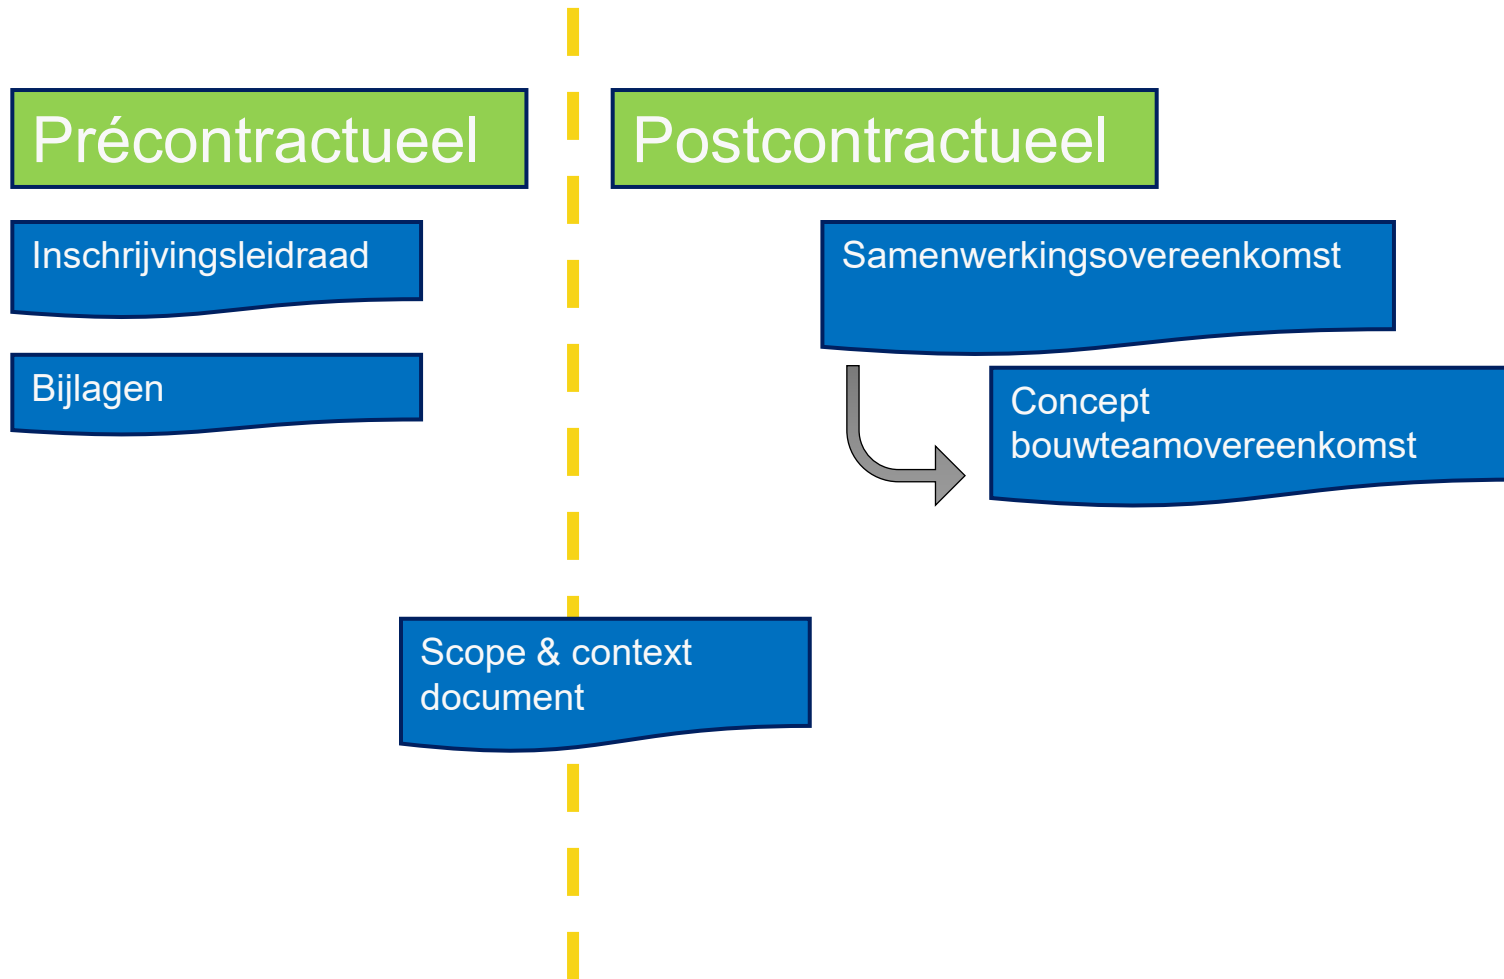 Précontractueel
Postcontractueel
Inschrijvingsleidraad
Bijlagen
Samenwerkingsovereenkomst
Concept
bouwteamovereenkomst
Scope & context
document